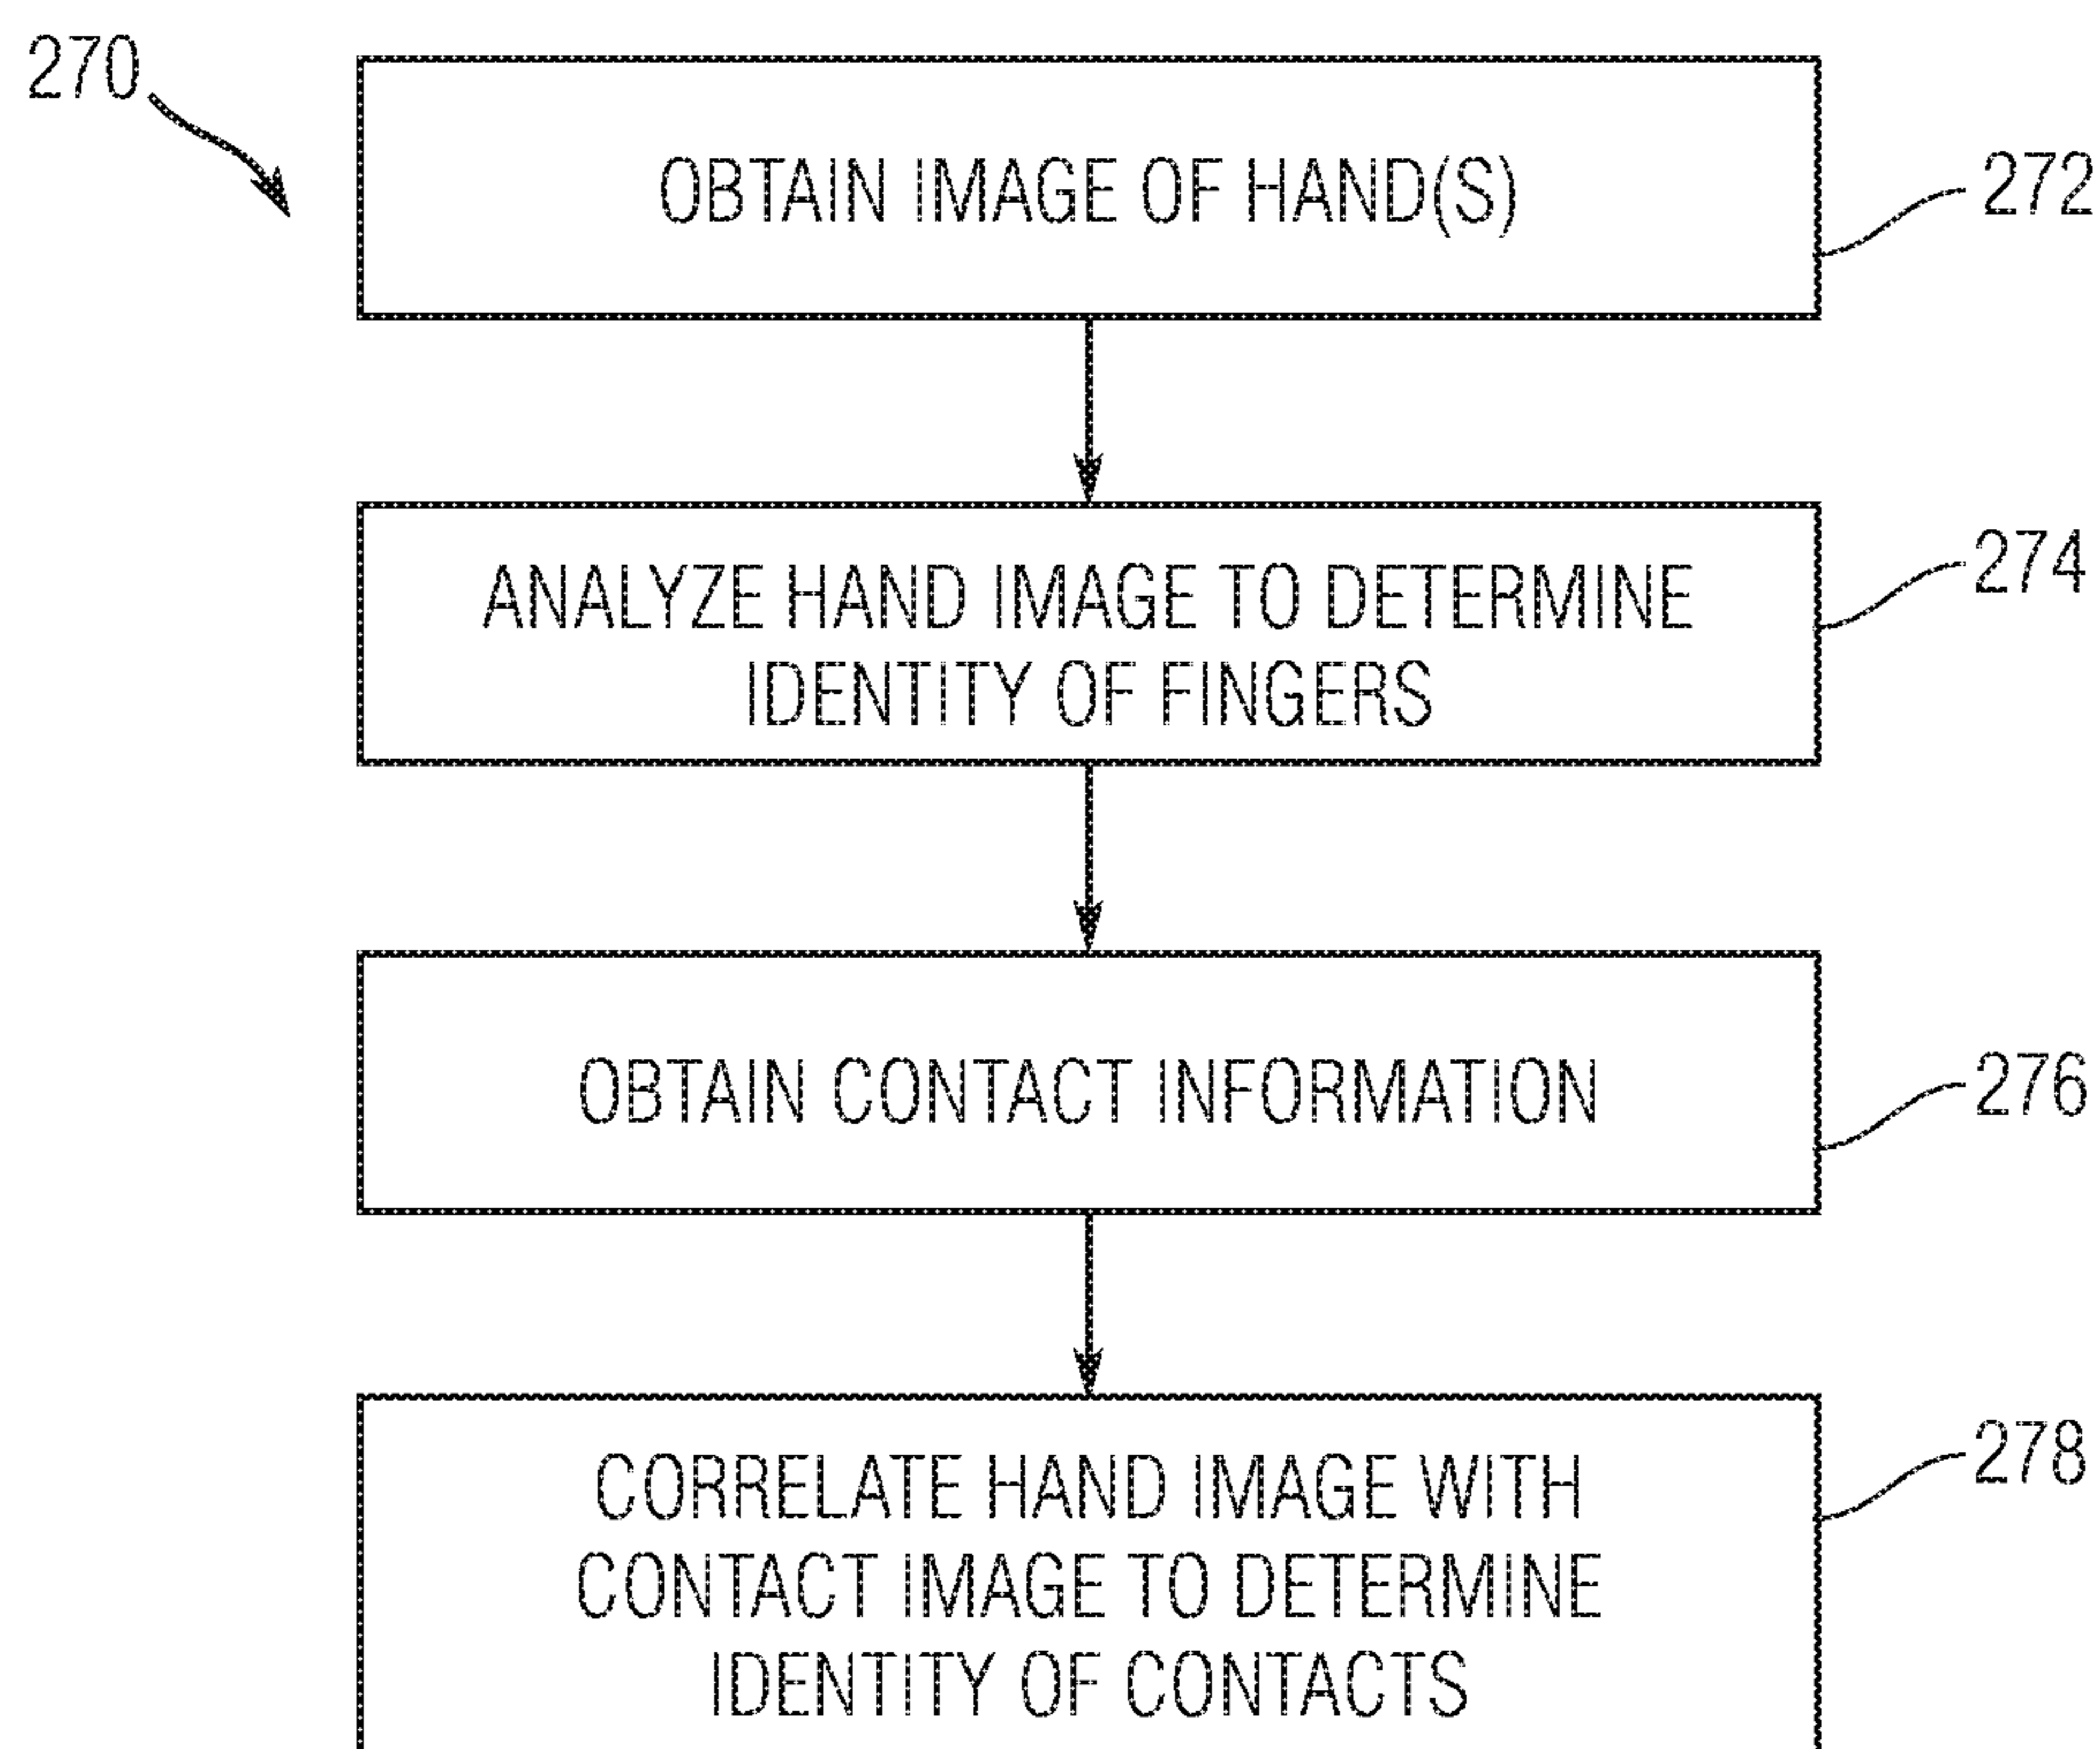 270
OBTAIN IMAGE OF HAND(S)
272
ANALYZE HAND IMAGE TO DETERMINE
IDENTITY OF FINGERS
274
OBTAIN CONTACT INFORMATION
276
CORRELATE HAND IMAGE WITH
CONTACT IMAGE TO DETERMINE
IDENTITY OF CONTACTS
278